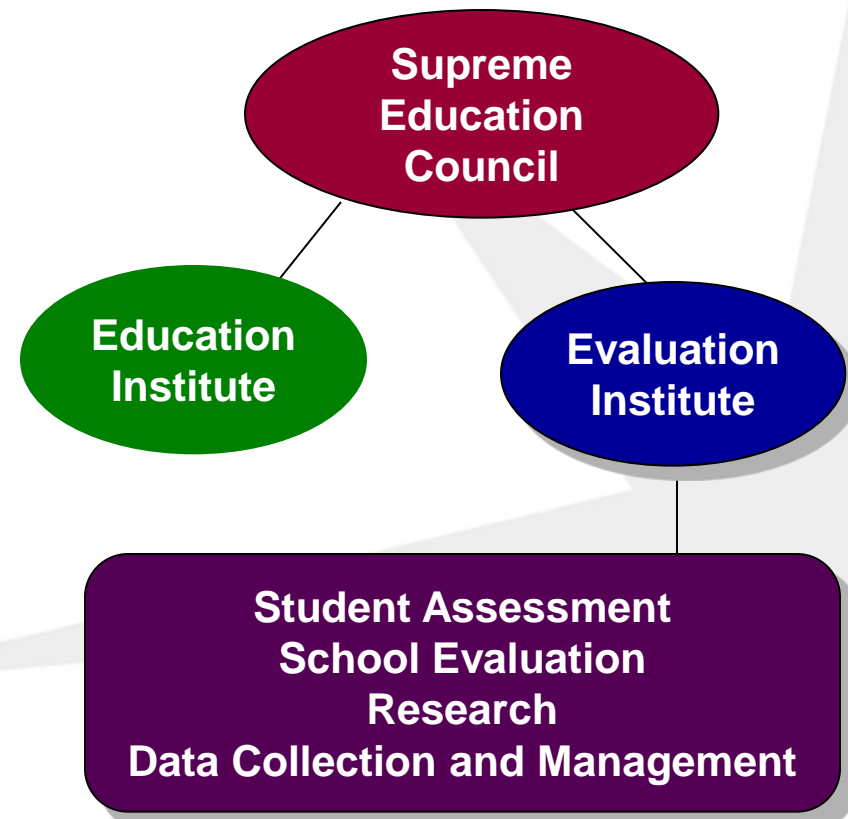 Supreme
Education
Council
Education
Institute
Evaluation
Institute
Student Assessment
School Evaluation
Research
Data Collection and Management